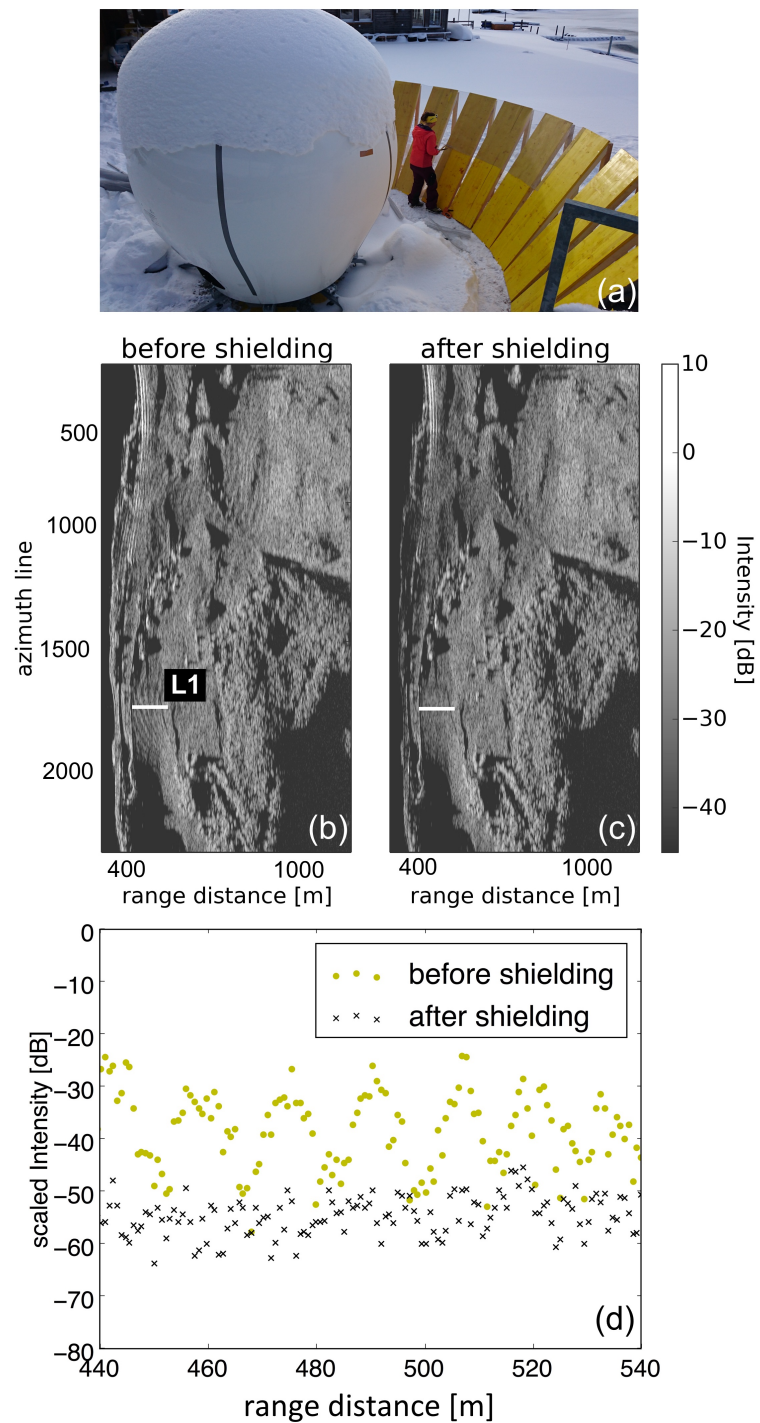 (a)
before shielding
after shielding
500
1000
1500
2000
azimuth line
L1
(b)
(c)
400
1000
range distance [m]
400
1000
range distance [m]
10
0
−10
−20
−30
−40
Intensity [dB]
0
−10
−20
−30
−40
−50
−60
−70
−80
scaled Intensity [dB]
before shielding
after shielding
(d)
440
460
480
500
520
540
range distance [m]